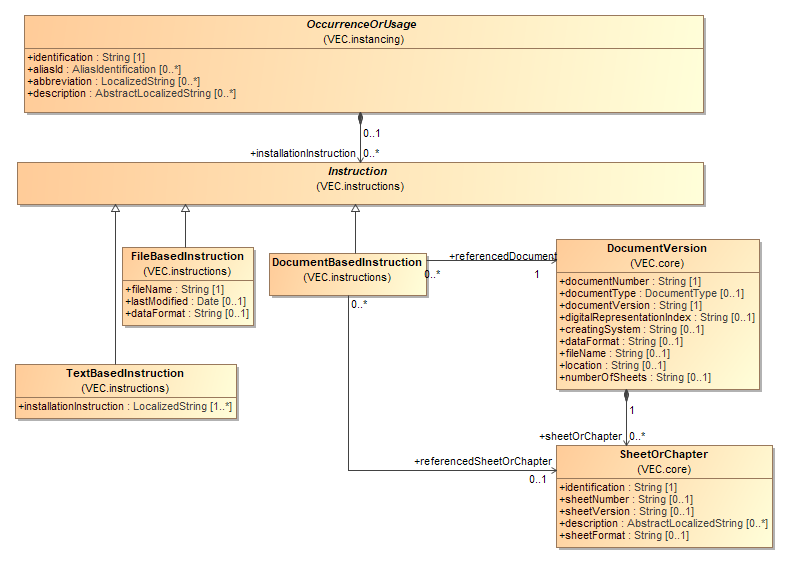 OccurrenceOrUsage
(VEC.instancing)
+identification : String [1]
+aliasId : AliasIdentification [0..*]
+abbreviation : LocalizedString [0..*]
+description : AbstractLocalizedString [0..*]
0..1
+installationInstruction 0..*
Instruction
(VEC.instructions)
FileBasedInstruction
(VEC.instructions)
+fileName : String [1]
+lastModified : Date [0..1]
+dataFormat : String [0..1]
DocumentBasedInstruction
(VEC.instructions)
+referencedDocument
0..*
1
0..*
DocumentVersion
(VEC.core)
+documentNumber : String [1]
+documentType : DocumentType [0..1]
+documentVersion : String [1]
+digitalRepresentationIndex : String [0..1]
+creatingSystem : String [0..1]
+dataFormat : String [0..1]
+fileName : String [0..1]
+location : String [0..1]
+numberOfSheets : String [0..1]
TextBasedInstruction
(VEC.instructions)
+installationInstruction : LocalizedString [1..*]
1
+sheetOrChapter 0..*
+referencedSheetOrChapter
0..1
SheetOrChapter
(VEC.core)
+identification : String [1]
+sheetNumber : String [0..1]
+sheetVersion : String [0..1]
+description : AbstractLocalizedString [0..*]
+sheetFormat : String [0..1]